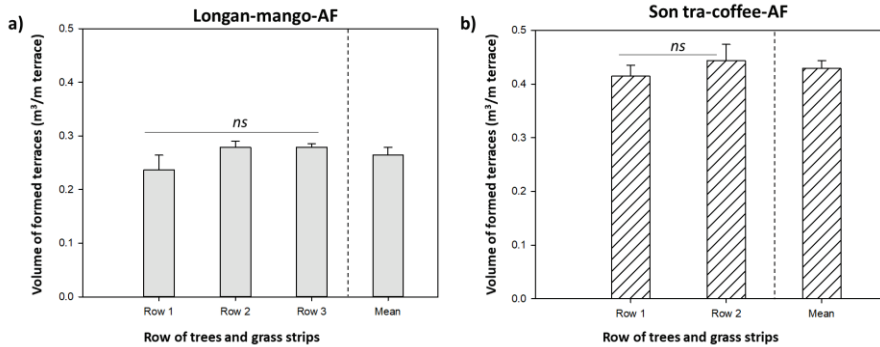 a)
Longan-mango-AF
Volume of formed terraces (m³/m terrace)
0.5
0.4
0.3
0.2
0.1
0.0
ns
Row 1 Row 2 Row 3 Mean
Row of trees and grass strips
b)
Son tra-coffee-AF
Volume of formed terraces (m³/m terrace)
0.5
0.4
0.3
0.2
0.1
0.0
ns
Row 1 Row 2 Mean
Row of trees and grass strips